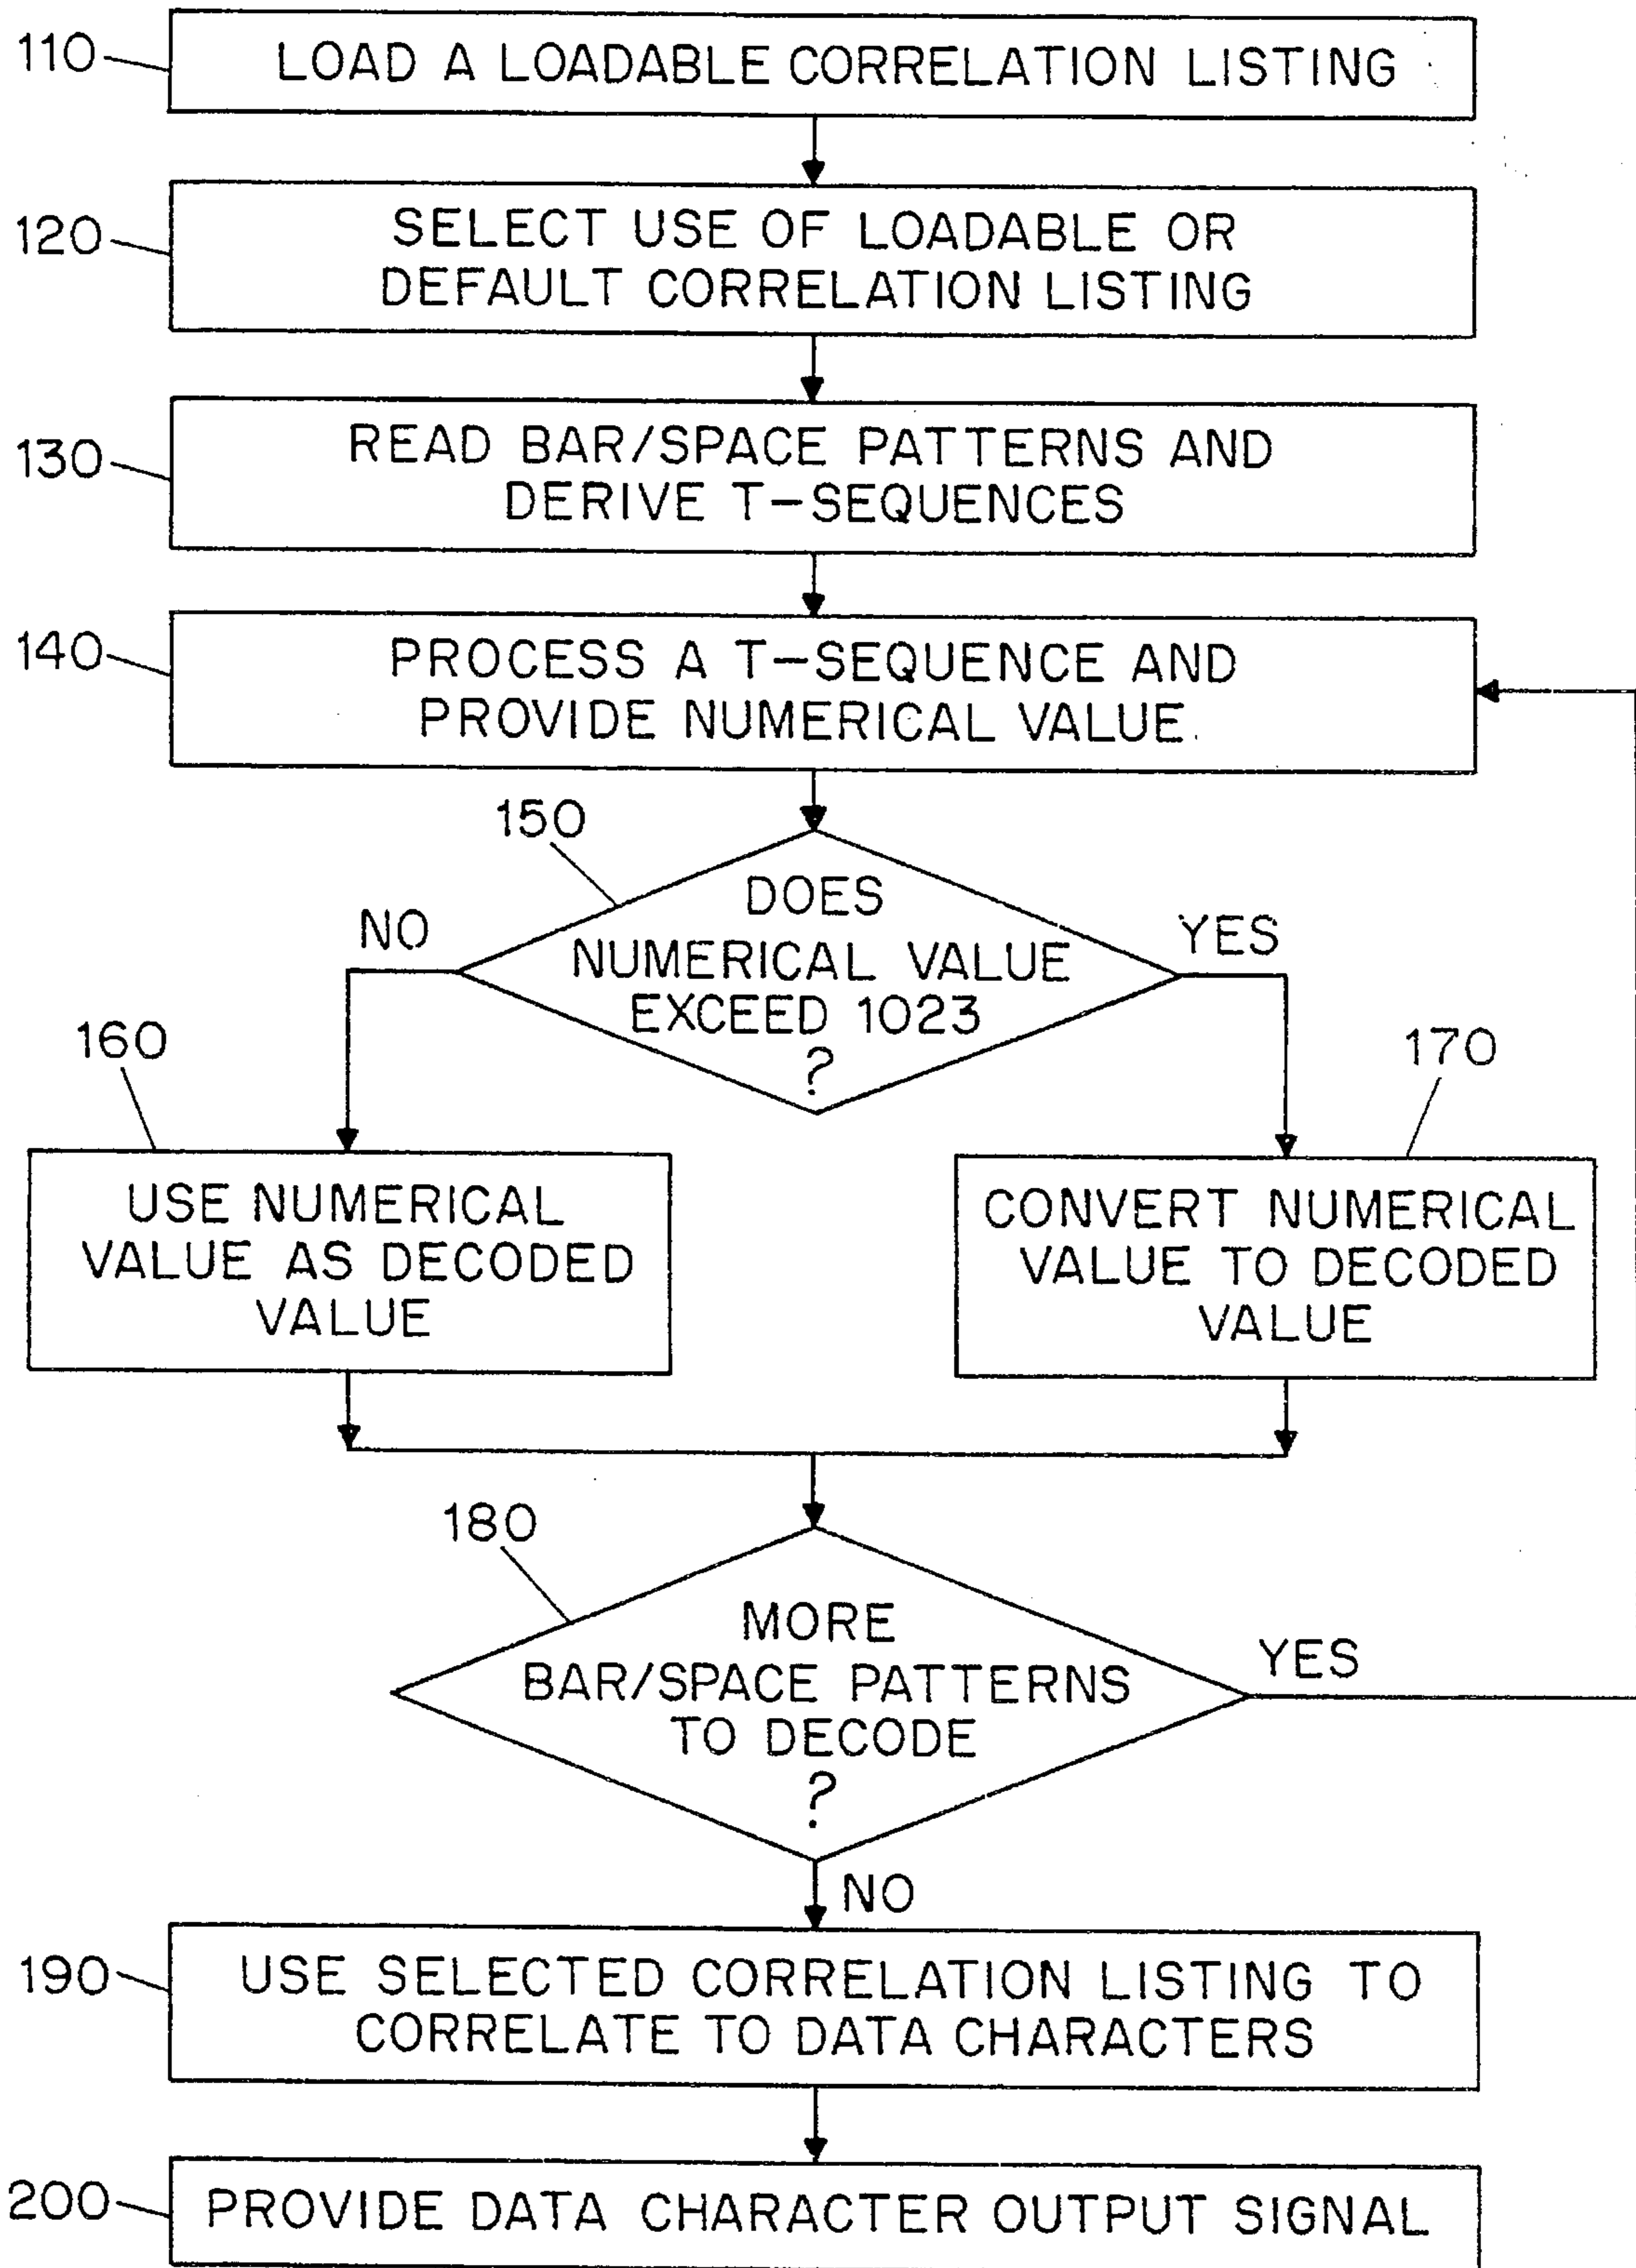 110
LOAD A LOADABLE CORRELATION LISTING
120
SELECT USE OF LOADABLE OR
DEFAULT CORRELATION LISTING
130
READ BAR/SPACE PATTERNS AND
DERIVE T-SEQUENCES
140
PROCESS A T-SEQUENCE AND
PROVIDE NUMERICAL VALUE
150
DOES
NUMERICAL VALUE
EXCEED 1023
?
NO
YES
160
USE NUMERICAL
VALUE AS DECODED
VALUE
170
CONVERT NUMERICAL
VALUE TO DECODED
VALUE
180
MORE
BAR/SPACE PATTERNS
TO DECODE
?
YES
NO
190
USE SELECTED CORRELATION LISTING TO
CORRELATE TO DATA CHARACTERS
200
PROVIDE DATA CHARACTER OUTPUT SIGNAL